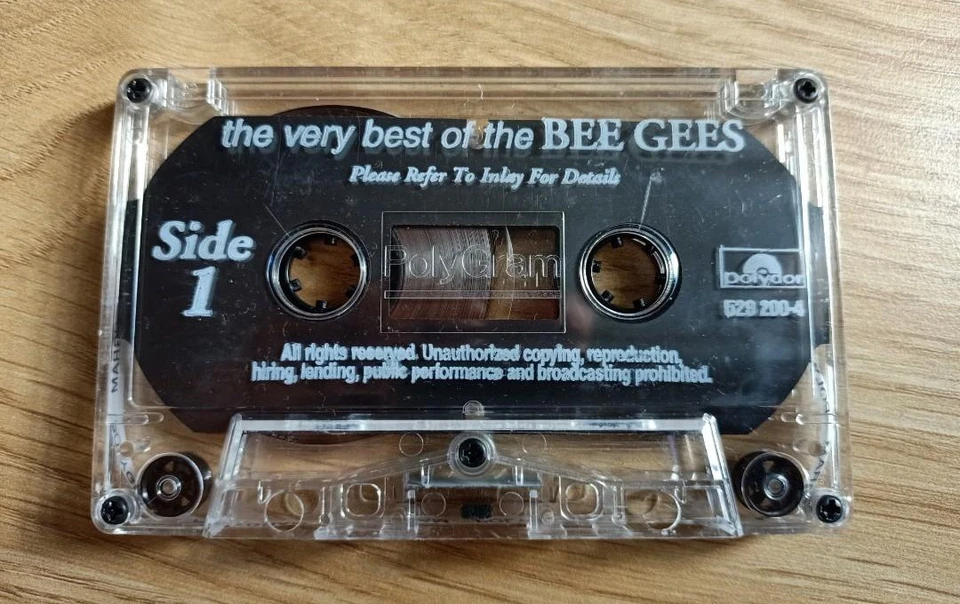 the very best of the BEE GEES
Please Refer To Inlay For Details
Side
1
PolyGram
Polydor
529 200-4
All rights reserved. Unauthorized copying, reproduction,
hiring, lending, public performance and broadcasting prohibited.